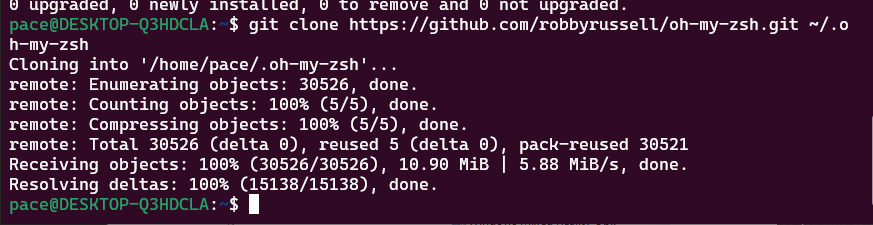 0 upgraded, 0 newly installed, 0 to remove and 0 not upgraded.
pace@DESKTOP-Q3HDCLA:~$ git clone https://github.com/robbyrussell/oh-my-zsh.git ~/.o
h-my-zsh
Cloning into '/home/pace/.oh-my-zsh'...
remote: Enumerating objects: 30526, done.
remote: Counting objects: 100% (5/5), done.
remote: Compressing objects: 100% (5/5), done.
remote: Total 30526 (delta 0), reused 5 (delta 0), pack-reused 30521
Receiving objects: 100% (30526/30526), 10.90 MiB | 5.88 MiB/s, done.
Resolving deltas: 100% (15138/15138), done.
pace@DESKTOP-Q3HDCLA:~$